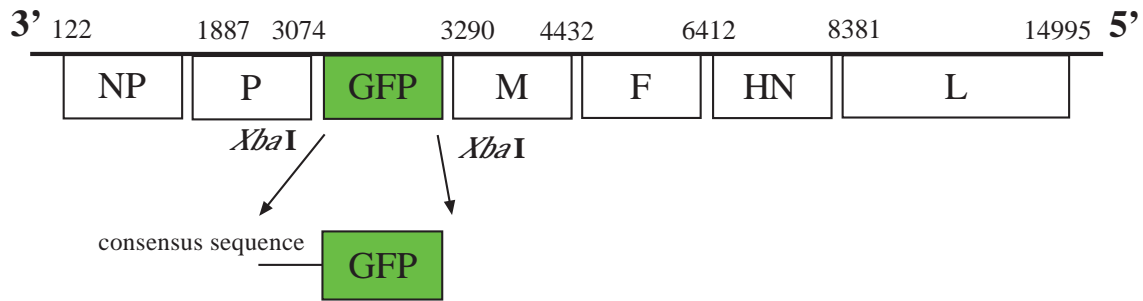 3’ 122 1887 3074 3290 4432 6412 8381 14995 5’
NP P GFP M F HN L
XbaI XbaI
consensus sequence
GFP